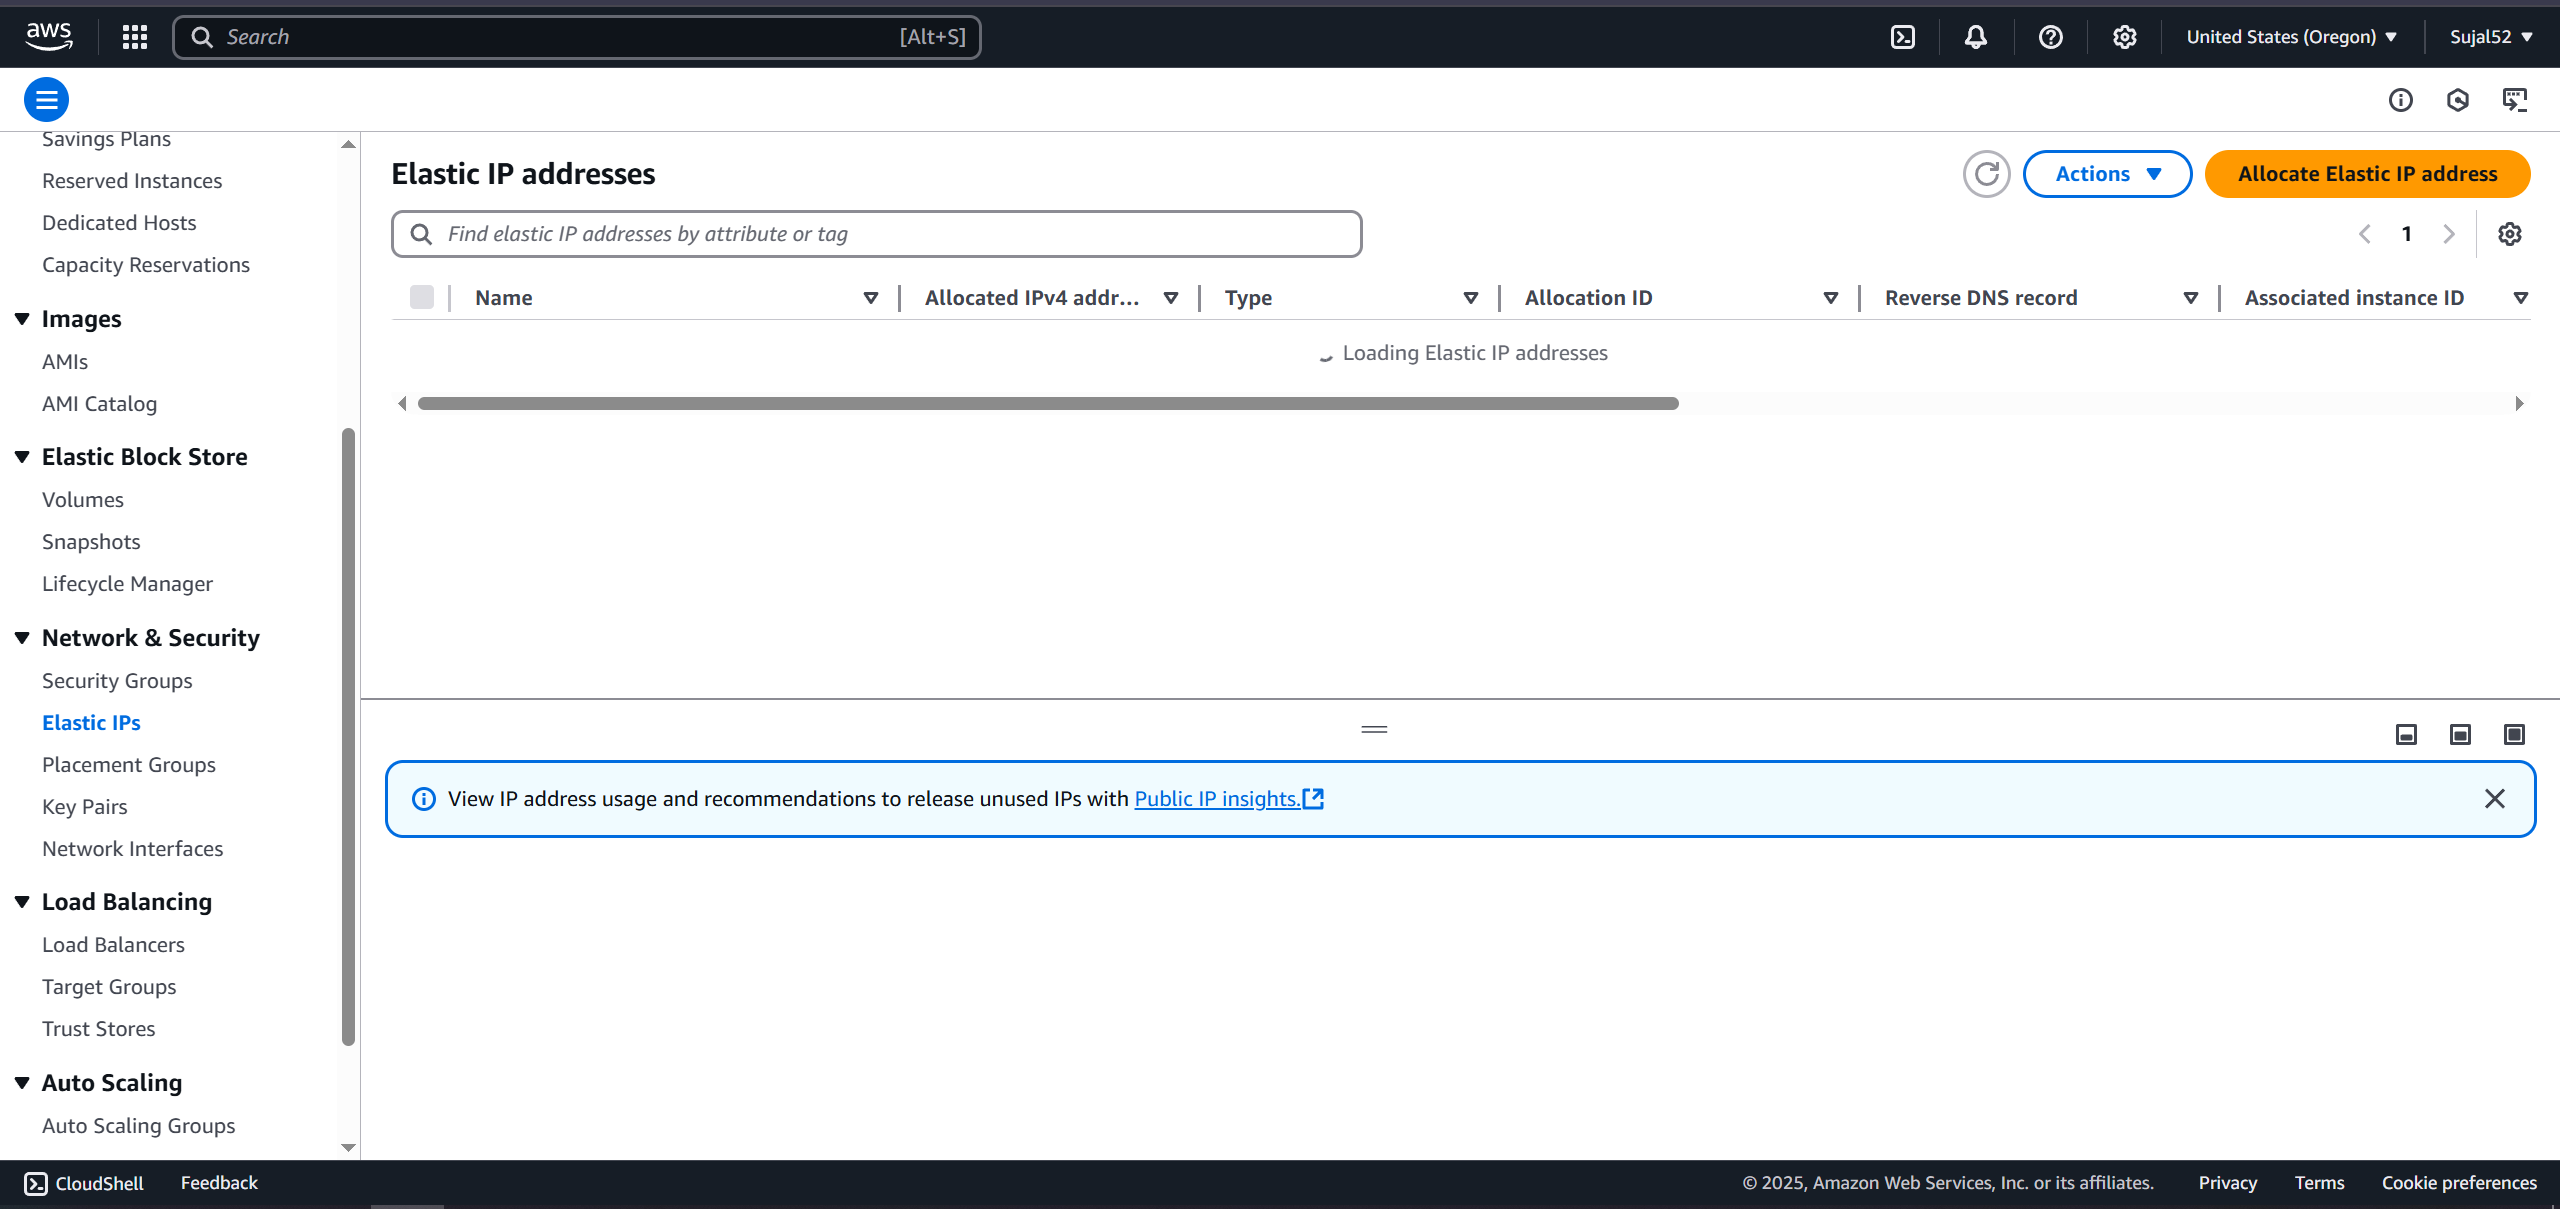 aws
Search [Alt+S]
United States (Oregon)
Sujal52
Savings Plans
Reserved Instances
Dedicated Hosts
Capacity Reservations
Images
AMIs
AMI Catalog
Elastic Block Store
Volumes
Snapshots
Lifecycle Manager
Network & Security
Security Groups
Elastic IPs
Placement Groups
Key Pairs
Network Interfaces
Load Balancing
Load Balancers
Target Groups
Trust Stores
Auto Scaling
Auto Scaling Groups
Elastic IP addresses
Actions
Allocate Elastic IP address
Find elastic IP addresses by attribute or tag
1
Name Allocated IPv4 addr... Type Allocation ID Reverse DNS record Associated instance ID
Loading Elastic IP addresses
View IP address usage and recommendations to release unused IPs with Public IP insights.
CloudShell Feedback © 2025, Amazon Web Services, Inc. or its affiliates. Privacy Terms Cookie preferences